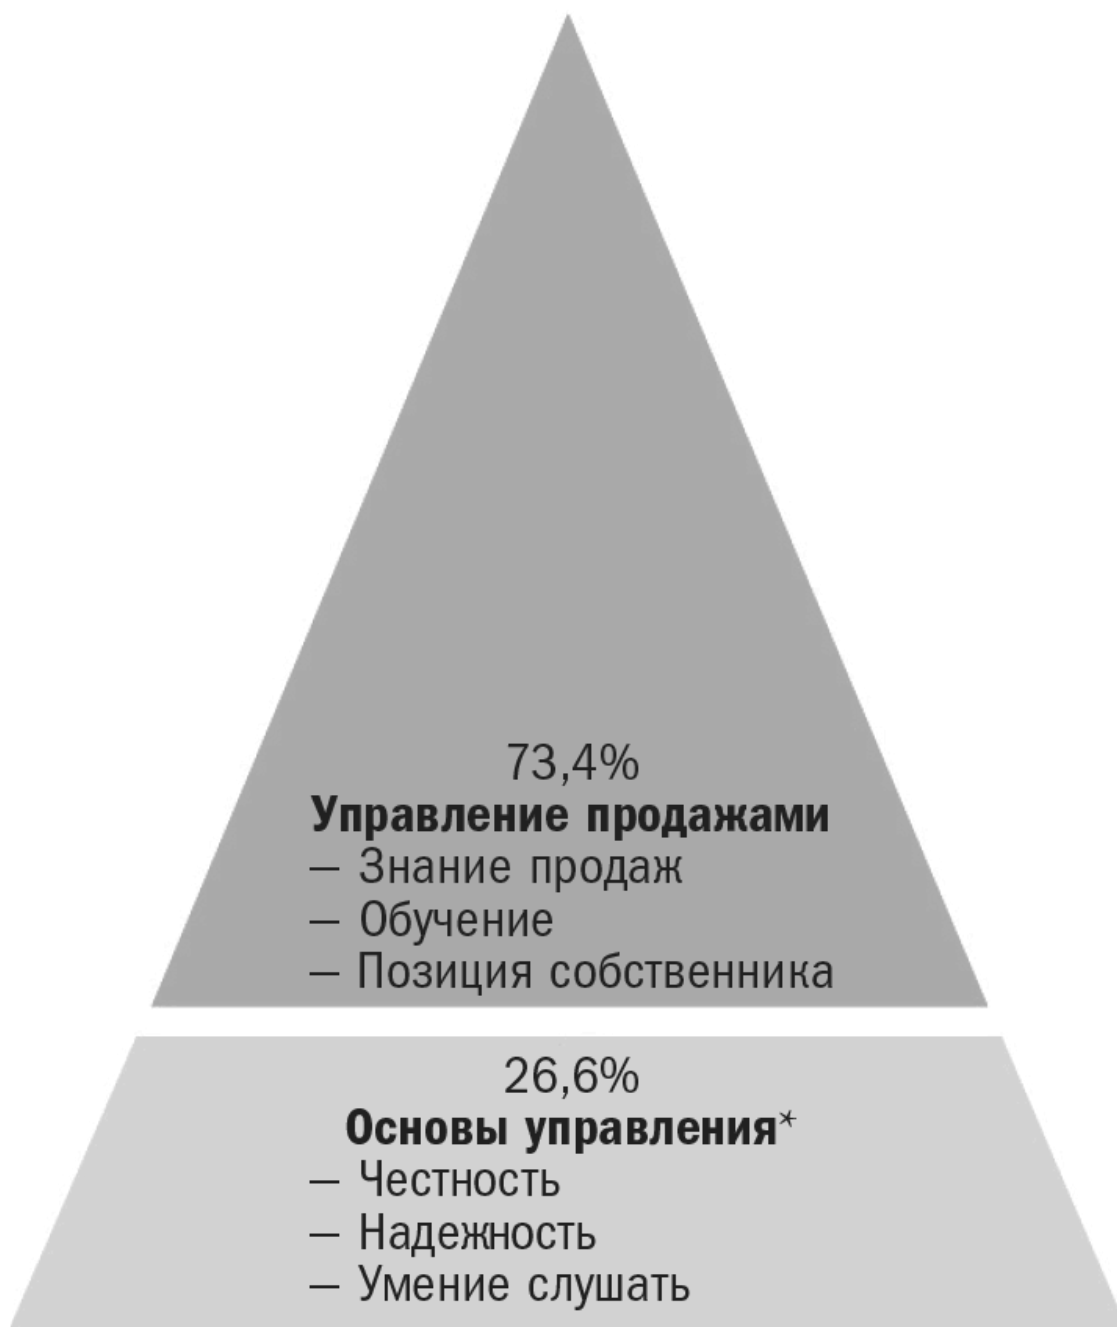 73,4%
Управление продажами
— Знание продаж
— Обучение
— Позиция собственника
26,6%
Основы управления*
— Честность
— Надежность
— Умение слушать